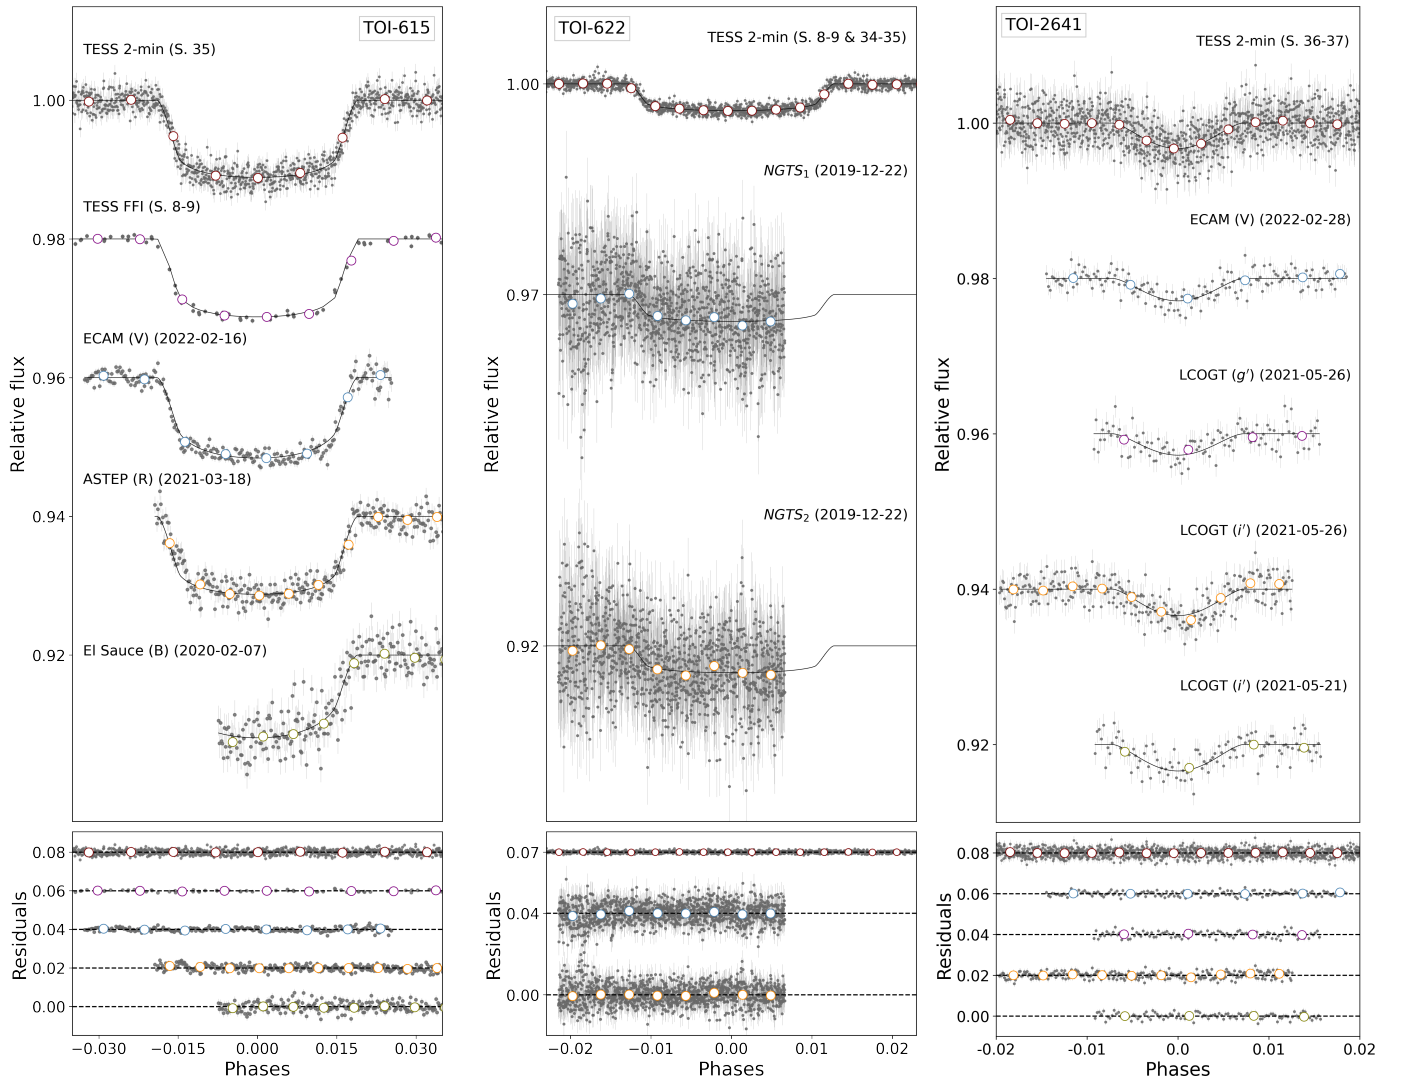 TOI-615
TESS 2-min (S. 35)
1.00
TESS FFI (S. 8-9)
0.98
ECAM (V) (2022-02-16)
0.96
ASTEP (R) (2021-03-18)
0.94
El Sauce (B) (2020-02-07)
0.92
Relative flux
0.08
0.06
0.04
0.02
0.00
Residuals
−0.030 −0.015 0.000 0.015 0.030
Phases
TOI-622
TESS 2-min (S. 8-9 & 34-35)
1.00
NGTS₁ (2019-12-22)
0.97
NGTS₂ (2019-12-22)
0.92
Relative flux
0.07
0.04
0.00
Residuals
−0.02 −0.01 0.00 0.01 0.02
Phases
TOI-2641
TESS 2-min (S. 36-37)
1.00
ECAM (V) (2022-02-28)
0.98
LCOGT (g′) (2021-05-26)
0.96
LCOGT (i′) (2021-05-26)
0.94
LCOGT (i′) (2021-05-21)
0.92
Relative flux
0.08
0.06
0.04
0.02
0.00
Residuals
-0.02 -0.01 0.0 0.01 0.02
Phases